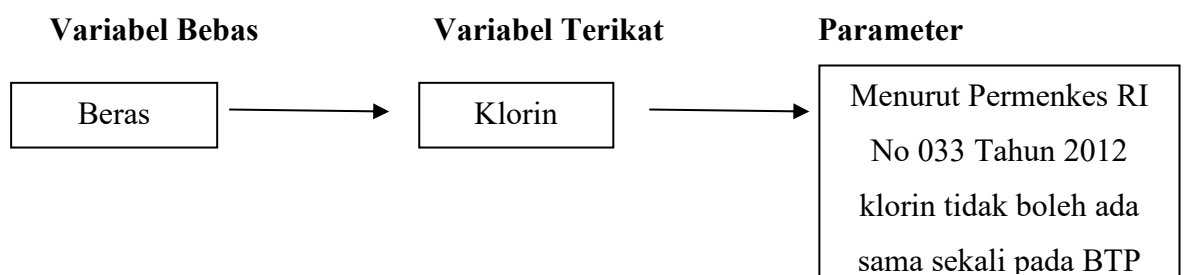 Variabel Bebas Variabel Terikat Parameter
Beras
Klorin
Menurut Permenkes RI
No 033 Tahun 2012
klorin tidak boleh ada
sama sekali pada BTP